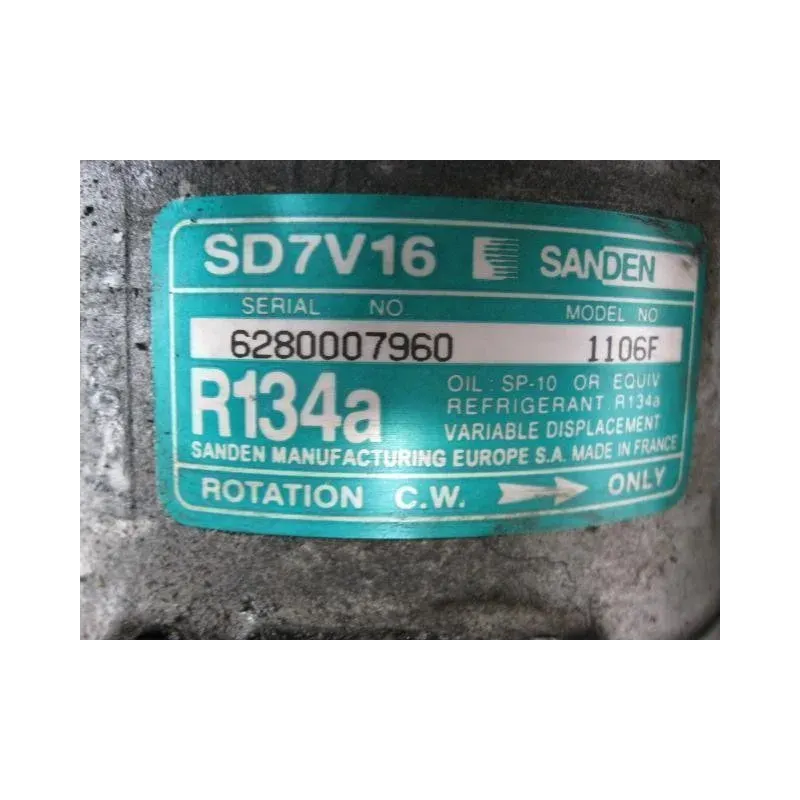 SD7V16 SANDEN
SERIAL NO MODEL NO
6280007960 1106F
R134a
OIL: SP-10 OR EQUIV
REFRIGERANT R134a
VARIABLE DISPLACEMENT
SANDEN MANUFACTURING EUROPE S.A. MADE IN FRANCE
ROTATION C.W. ONLY